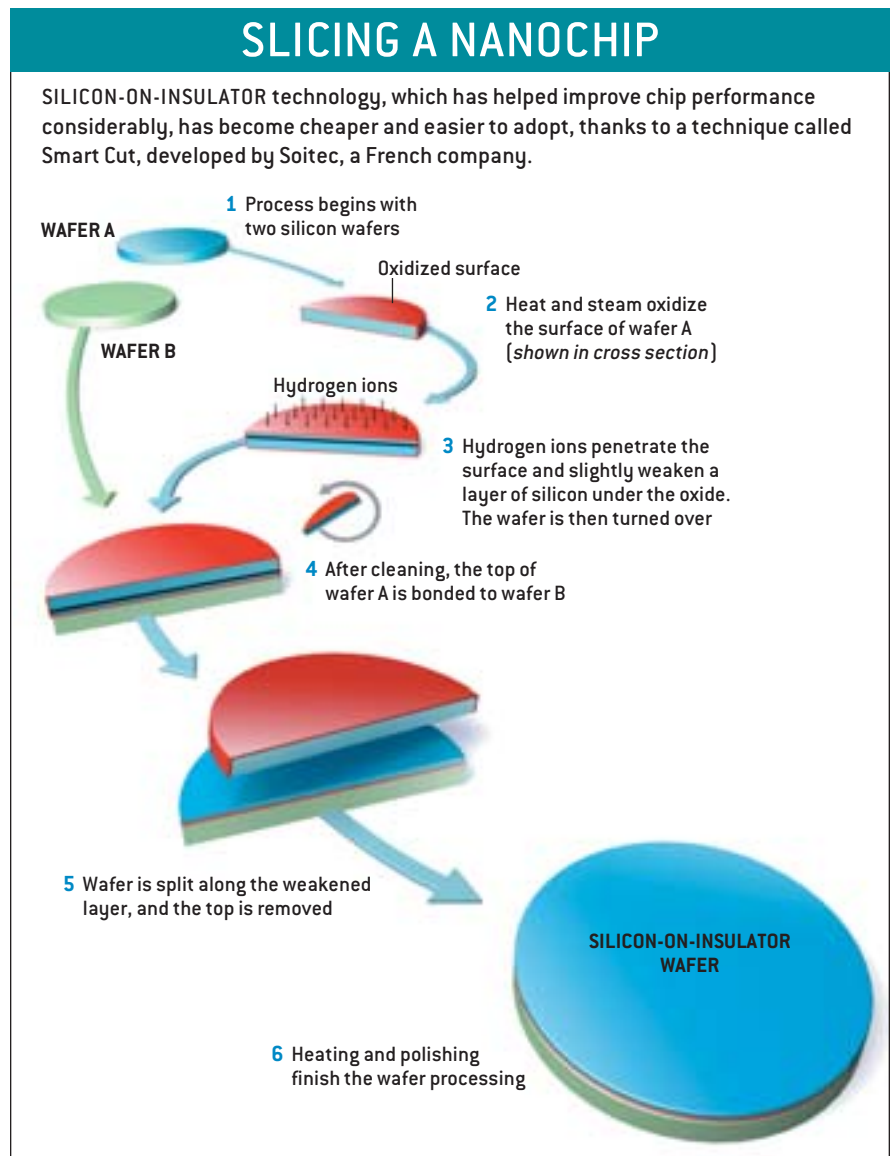 SLICING A NANOCHIP
SILICON-ON-INSULATOR technology, which has helped improve chip performance
considerably, has become cheaper and easier to adopt, thanks to a technique called
Smart Cut, developed by Soitec, a French company.
1 Process begins with
two silicon wafers
WAFER A
WAFER B
Oxidized surface
2 Heat and steam oxidize
the surface of wafer A
(shown in cross section)
Hydrogen ions
3 Hydrogen ions penetrate the
surface and slightly weaken a
layer of silicon under the oxide.
The wafer is then turned over
4 After cleaning, the top of
wafer A is bonded to wafer B
5 Wafer is split along the weakened
layer, and the top is removed
SILICON-ON-INSULATOR
WAFER
6 Heating and polishing
finish the wafer processing